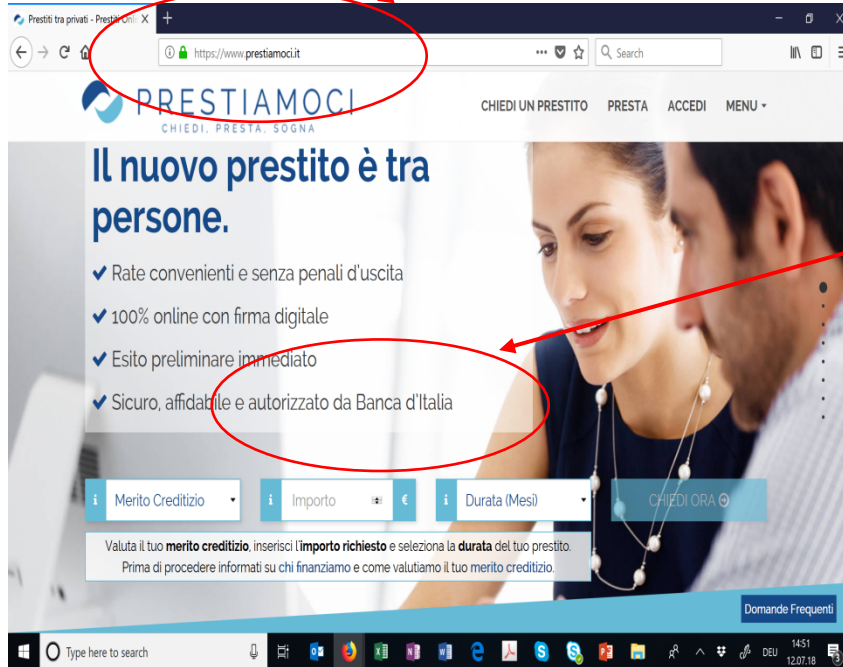 Prestiti tra privati - Prestiti Onli
https://www.prestiamoci.it
Search
PRESTIAMOCI
CHIEDI, PRESTA, SOGNA
CHIEDI UN PRESTITO PRESTA ACCEDI MENU
Il nuovo prestito è tra
persone.
Rate convenienti e senza penali d'uscita
100% online con firma digitale
Esito preliminare immediato
Sicuro, affidabile e autorizzato da Banca d'Italia
i Merito Creditizio i Importo € i Durata (Mesi) CHIEDI ORA
Valuta il tuo merito creditizio, inserisci l'importo richiesto e seleziona la durata del tuo prestito.
Prima di procedere informati su chi finanziamo e come valutiamo il tuo merito creditizio.
Domande Frequenti
Type here to search
DEU
14:51
12.07.18